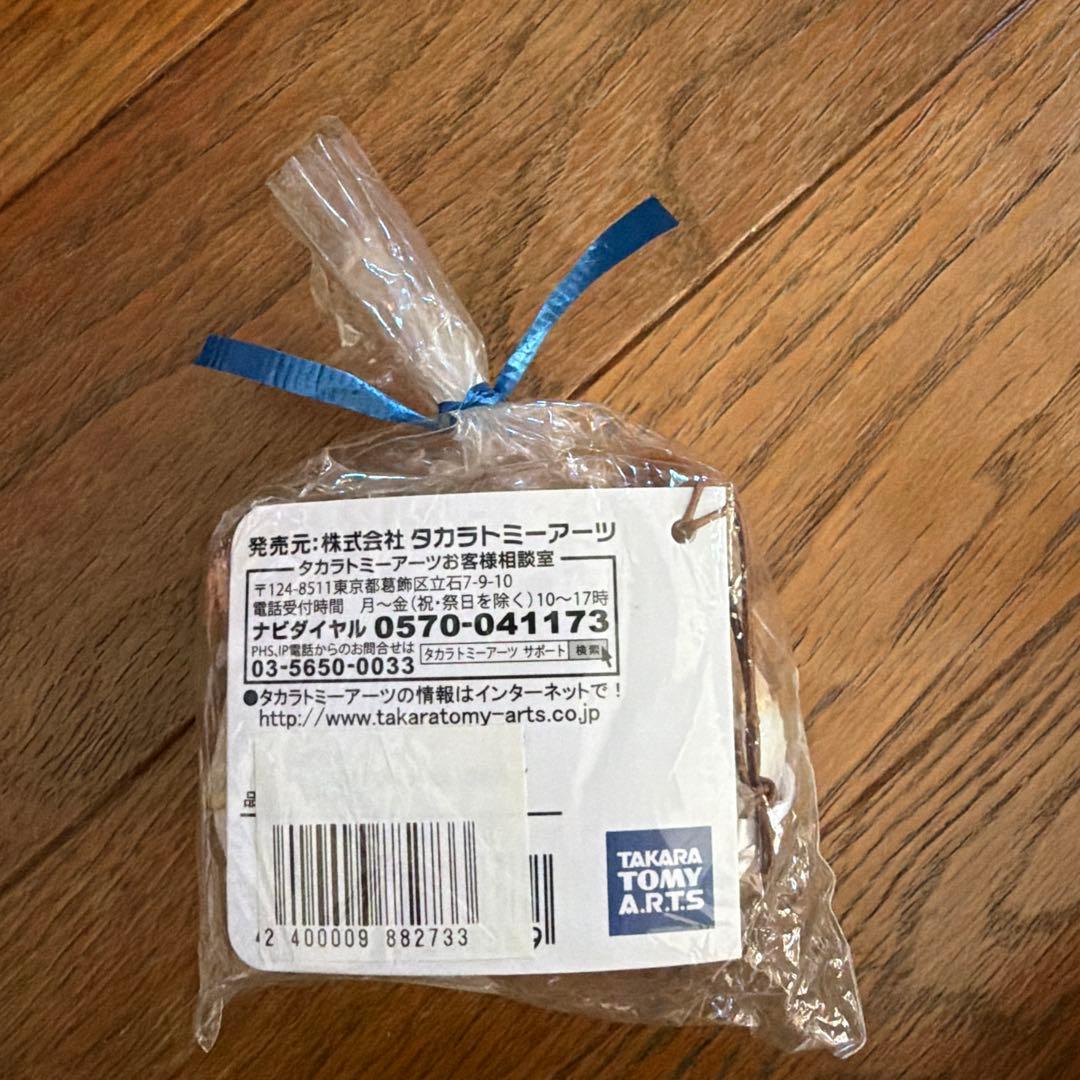 発売元：株式会社 タカラトミーアーツ
タカラトミーアーツお客様相談室
〒124-8511東京都葛飾区立石7-9-10
電話受付時間　月～金（祝・祭日を除く）10～17時
ナビダイヤル 0570-041173
PHS,IP電話からのお問合せは
03-5650-0033
タカラトミーアーツ サポート 検索
●タカラトミーアーツの情報はインターネットで！
http://www.takaratomy-arts.co.jp
品
2 400009 882733
9
TAKARA
TOMY
A.R.T.S